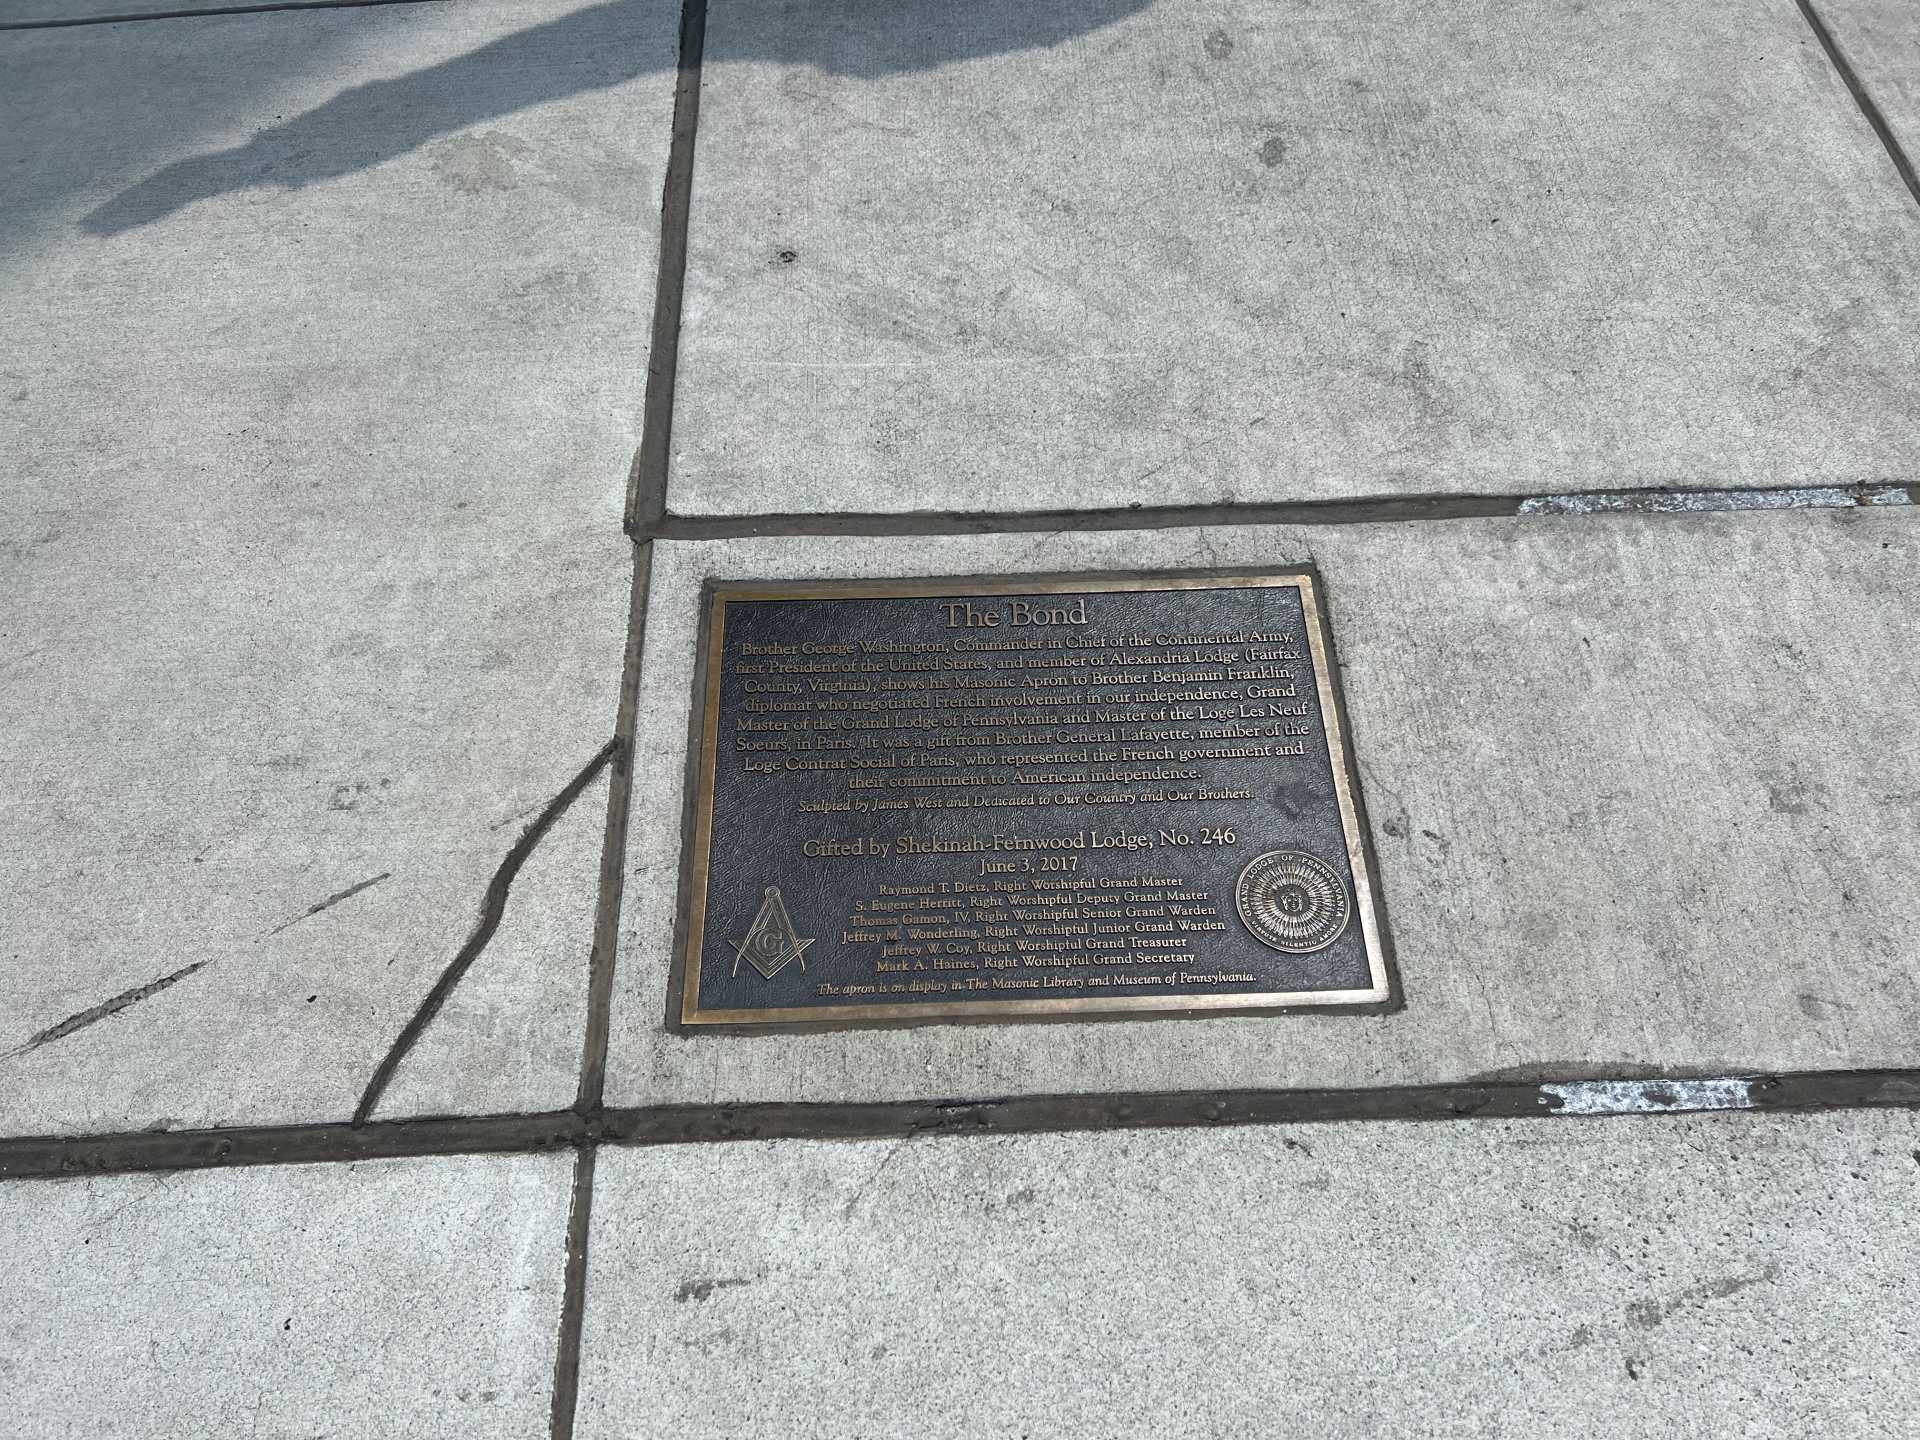 The Bond
Brother George Washington, Commander in Chief of the Continental Army,
first President of the United States, and member of Alexandria Lodge (Fairfax
County, Virginia), shows his Masonic Apron to Brother Benjamin Franklin,
diplomat who negotiated French involvement in our independence, Grand
Master of the Grand Lodge of Pennsylvania and Master of the Loge Les Neuf
Soeurs, in Paris. It was a gift from Brother General Lafayette, member of the
Loge Contrat Social of Paris, who represented the French government and
their commitment to American independence.
Sculpted by James West and Dedicated to Our Country and Our Brothers.
Gifted by Shekinah-Fernwood Lodge, No. 246
June 3, 2017
Raymond T. Dietz, Right Worshipful Grand Master
S. Eugene Herritt, Right Worshipful Deputy Grand Master
Thomas Gamon, IV, Right Worshipful Senior Grand Warden
Jeffrey M. Wonderling, Right Worshipful Junior Grand Warden
Jeffrey W. Coy, Right Worshipful Grand Treasurer
Mark A. Haines, Right Worshipful Grand Secretary
The apron is on display in The Masonic Library and Museum of Pennsylvania.
G
GRAND LODGE OF PENNSYLVANIA
VIRTUTE SILENTIO AMORE